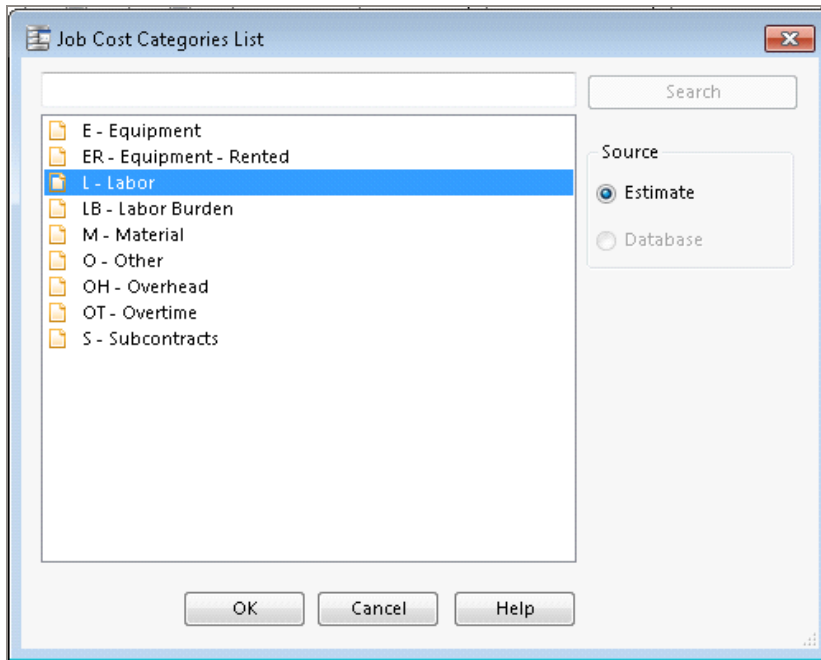 Job Cost Categories List
Search
E - Equipment
ER - Equipment - Rented
L - Labor
LB - Labor Burden
M - Material
O - Other
OH - Overhead
OT - Overtime
S - Subcontracts
Source
Estimate
Database
OK Cancel Help